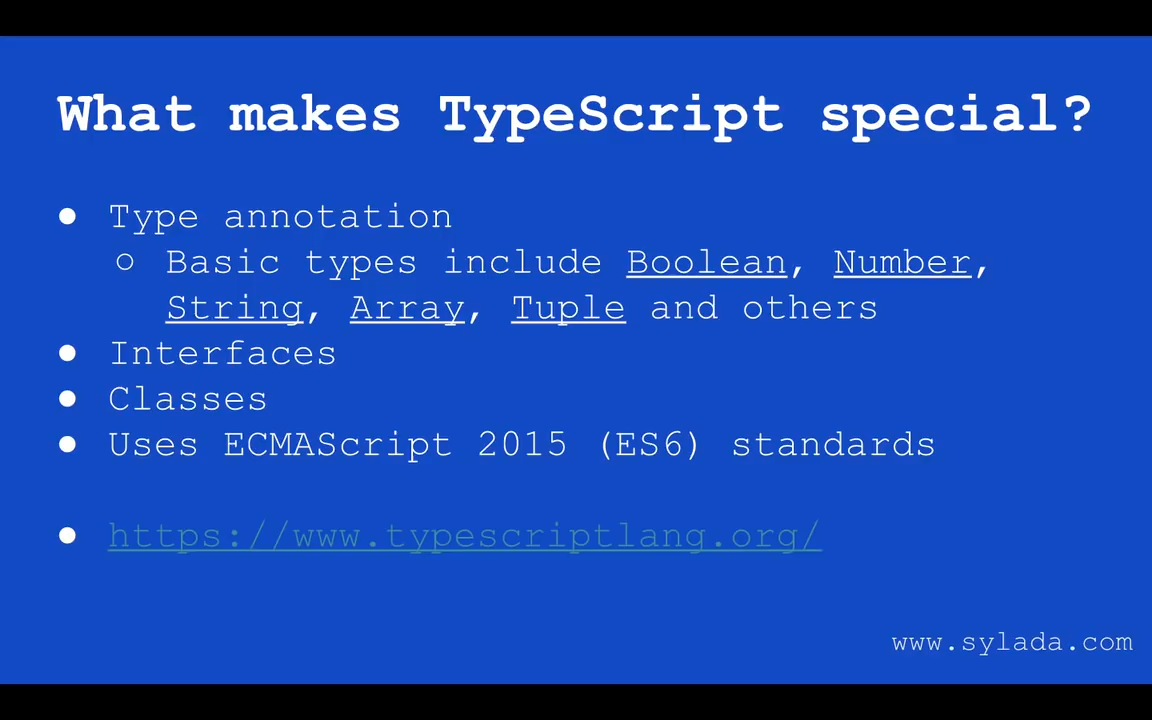 What makes TypeScript special?
● Type annotation
○ Basic types include Boolean, Number,
String, Array, Tuple and others
● Interfaces
● Classes
● Uses ECMAScript 2015 (ES6) standards
● https://www.typescriptlang.org/
www.sylada.com